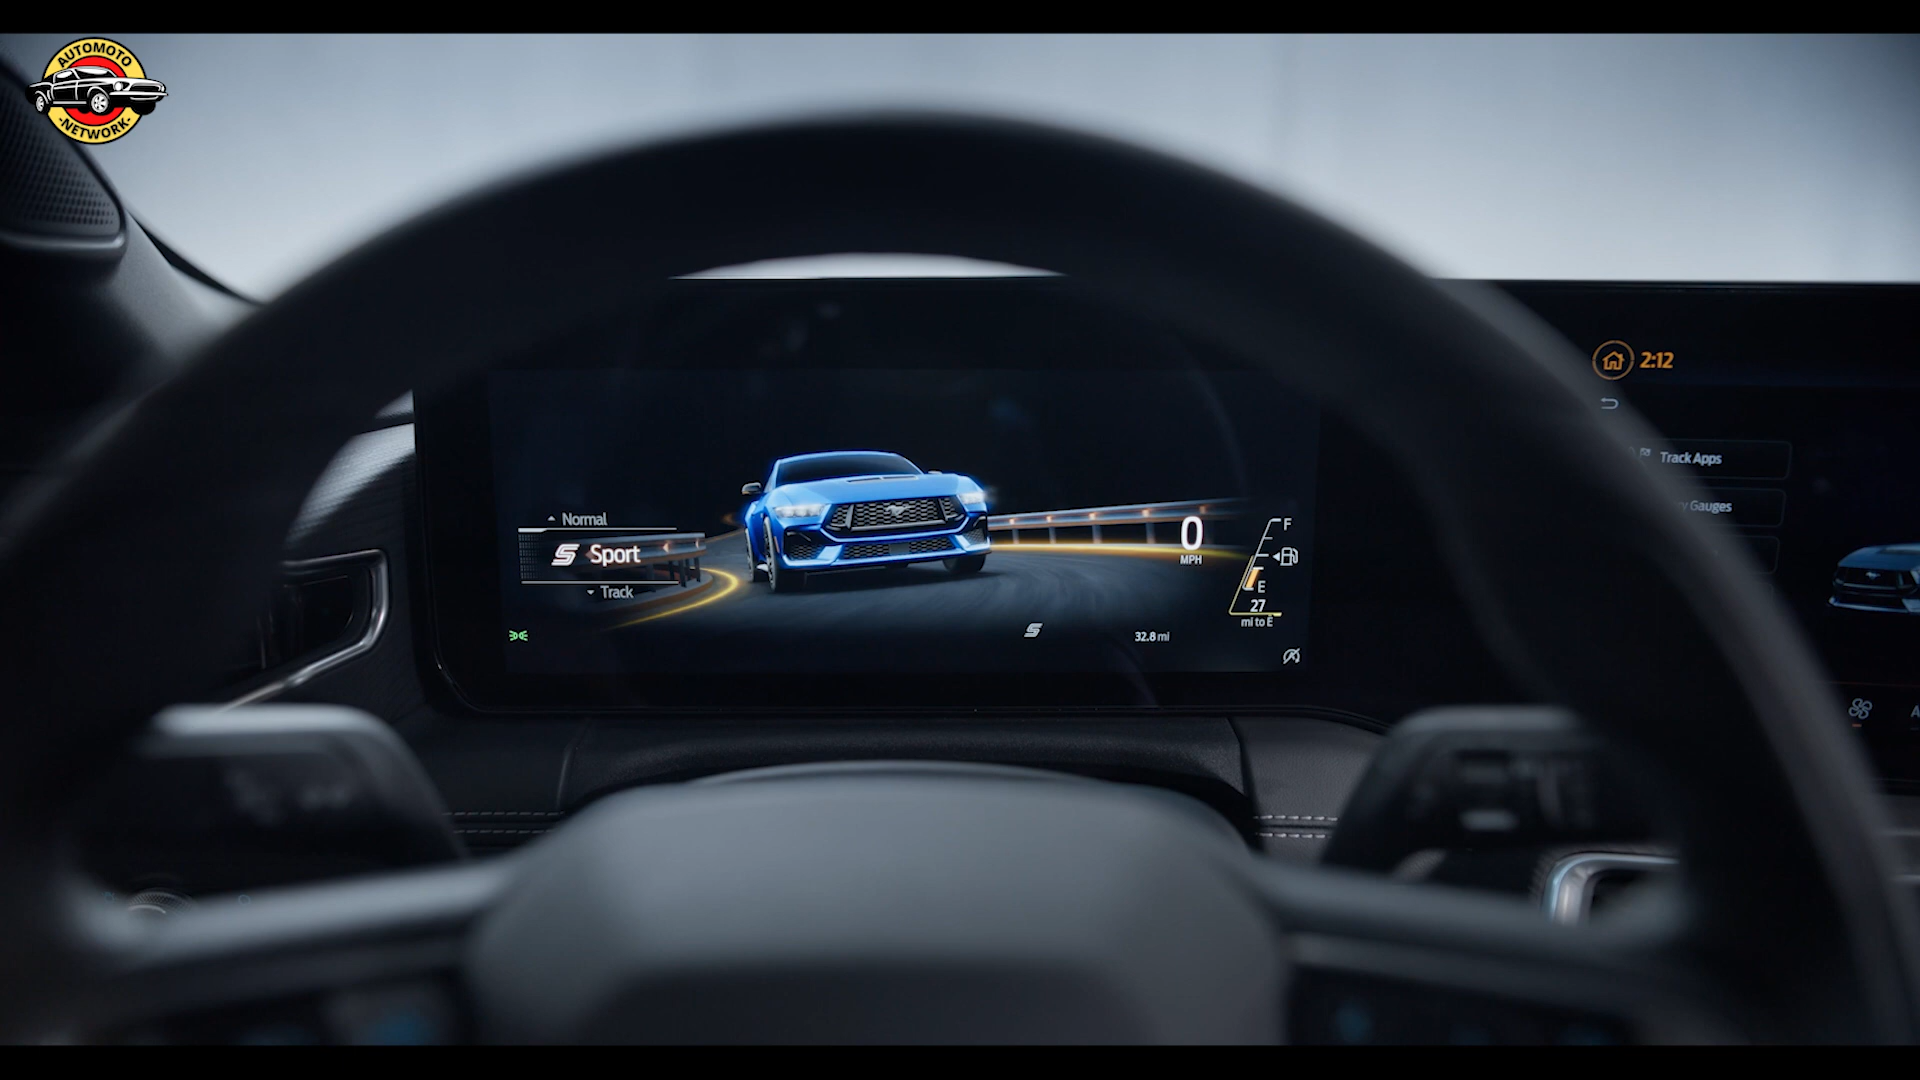 AUTOMOTO
-NETWORK-
2:12
Track Apps
Gauges
Normal
Sport
Track
0
MPH
F
E
27
mi to E
32.8 mi